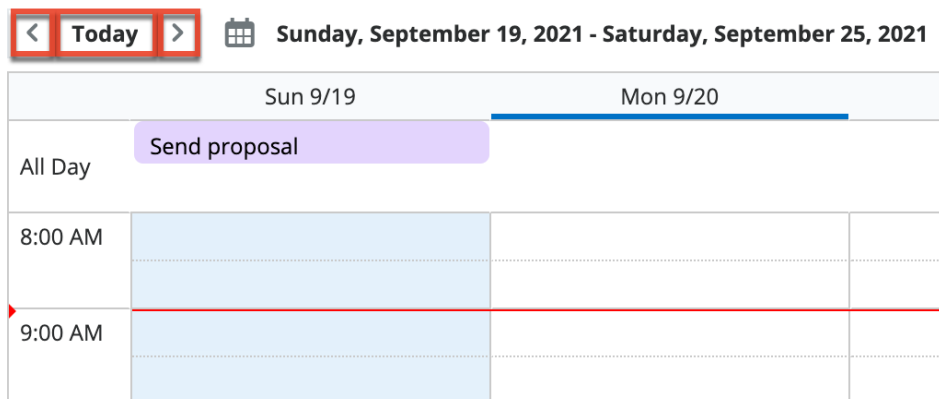 Today Sunday, September 19, 2021 - Saturday, September 25, 2021
Sun 9/19 Mon 9/20
Send proposal
All Day
8:00 AM
9:00 AM